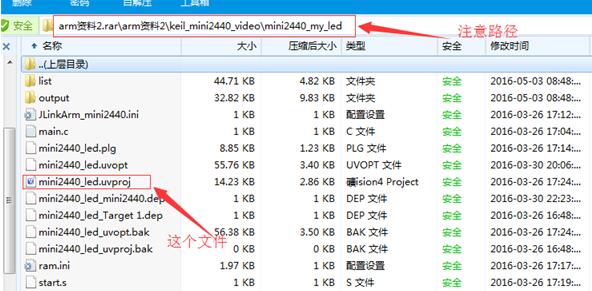 删除 密码 自解压 工具箱
安全 arm资料2.rar\arm资料2\keil_mini2440_video\mini2440_my_led 注意路径
名称 大小 压缩后大小 类型 安全 修改时间
..(上层目录)
list 44.71 KB 4.82 KB 文件夹 安全 2016-05-03 08:48:...
output 32.82 KB 9.83 KB 文件夹 安全 2016-05-03 08:48:...
JLinkArm_mini2440.ini 1 KB 1 KB 配置设置 安全 2016-03-26 17:12:...
main.c 1 KB 1 KB C 文件 安全 2016-03-26 17:04:...
mini2440_led.plg 8.85 KB 1.23 KB PLG 文件 安全 2016-03-26 17:19:...
mini2440_led.uvopt 55.76 KB 3.40 KB UVOPT 文件 安全 2016-03-30 20:06:...
mini2440_led.uvproj 14.23 KB 2.86 KB 礦ision4 Project 安全 2016-03-26 17:24:...
mini2440_led_mini2440.dep 1 KB 1 KB DEP 文件 安全 2016-03-30 22:23:...
mini2440_led_Target 1.dep 1 KB 1 KB DEP 文件 安全 2016-03-26 16:48:...
mini2440_led_uvopt.bak 56.38 KB 3.50 KB BAK 文件 安全 2016-03-26 17:24:...
mini2440_led_uvproj.bak 0 KB 0 KB BAK 文件 安全 2016-03-26 16:48:...
这个文件
ram.ini 1.97 KB 1 KB 配置设置 安全 2016-03-26 17:17:...
start.s 1 KB 1 KB S 文件 安全 2016-03-26 17:19:...